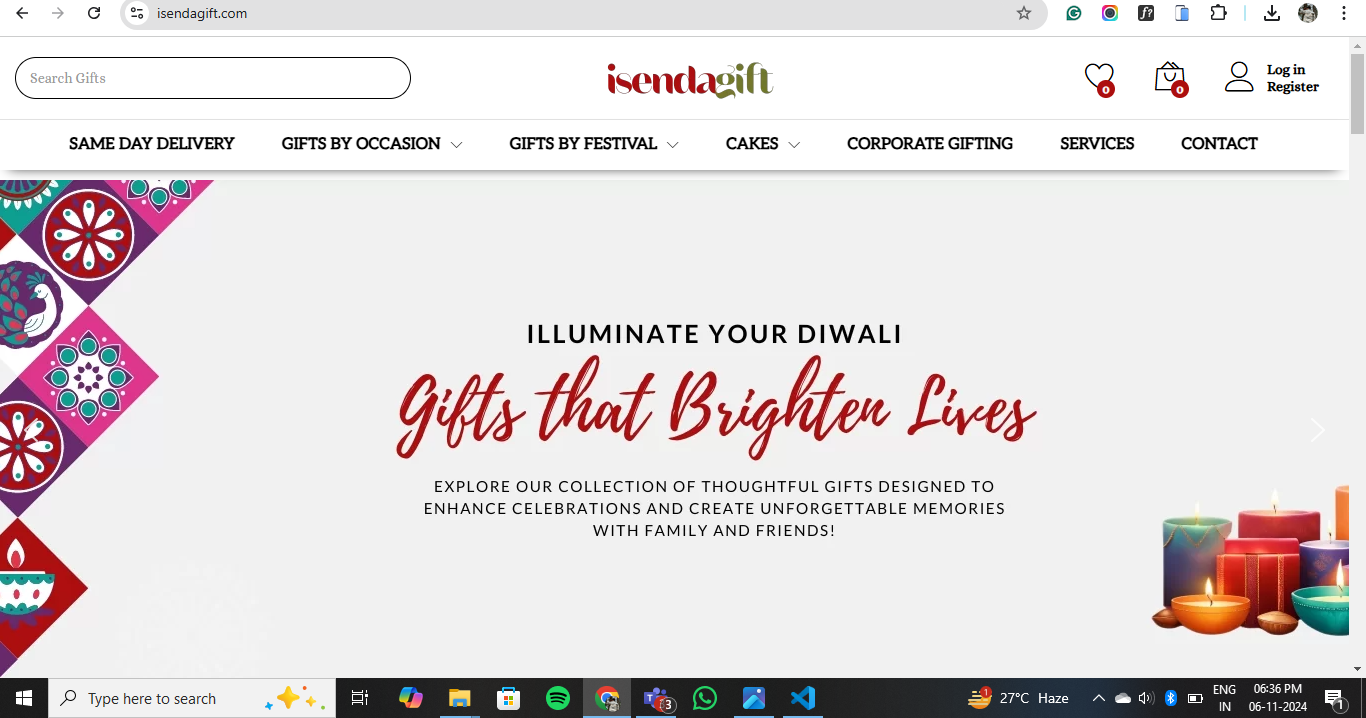 isendagift.com
Search Gifts
isendagift
0
0
Log in
Register
SAME DAY DELIVERY
GIFTS BY OCCASION
GIFTS BY FESTIVAL
CAKES
CORPORATE GIFTING
SERVICES
CONTACT
ILLUMINATE YOUR DIWALI
Gifts that Brighten Lives
EXPLORE OUR COLLECTION OF THOUGHTFUL GIFTS DESIGNED TO
ENHANCE CELEBRATIONS AND CREATE UNFORGETTABLE MEMORIES
WITH FAMILY AND FRIENDS!
Type here to search
3
1
27°C Haze
ENG
IN
06:36 PM
06-11-2024
1